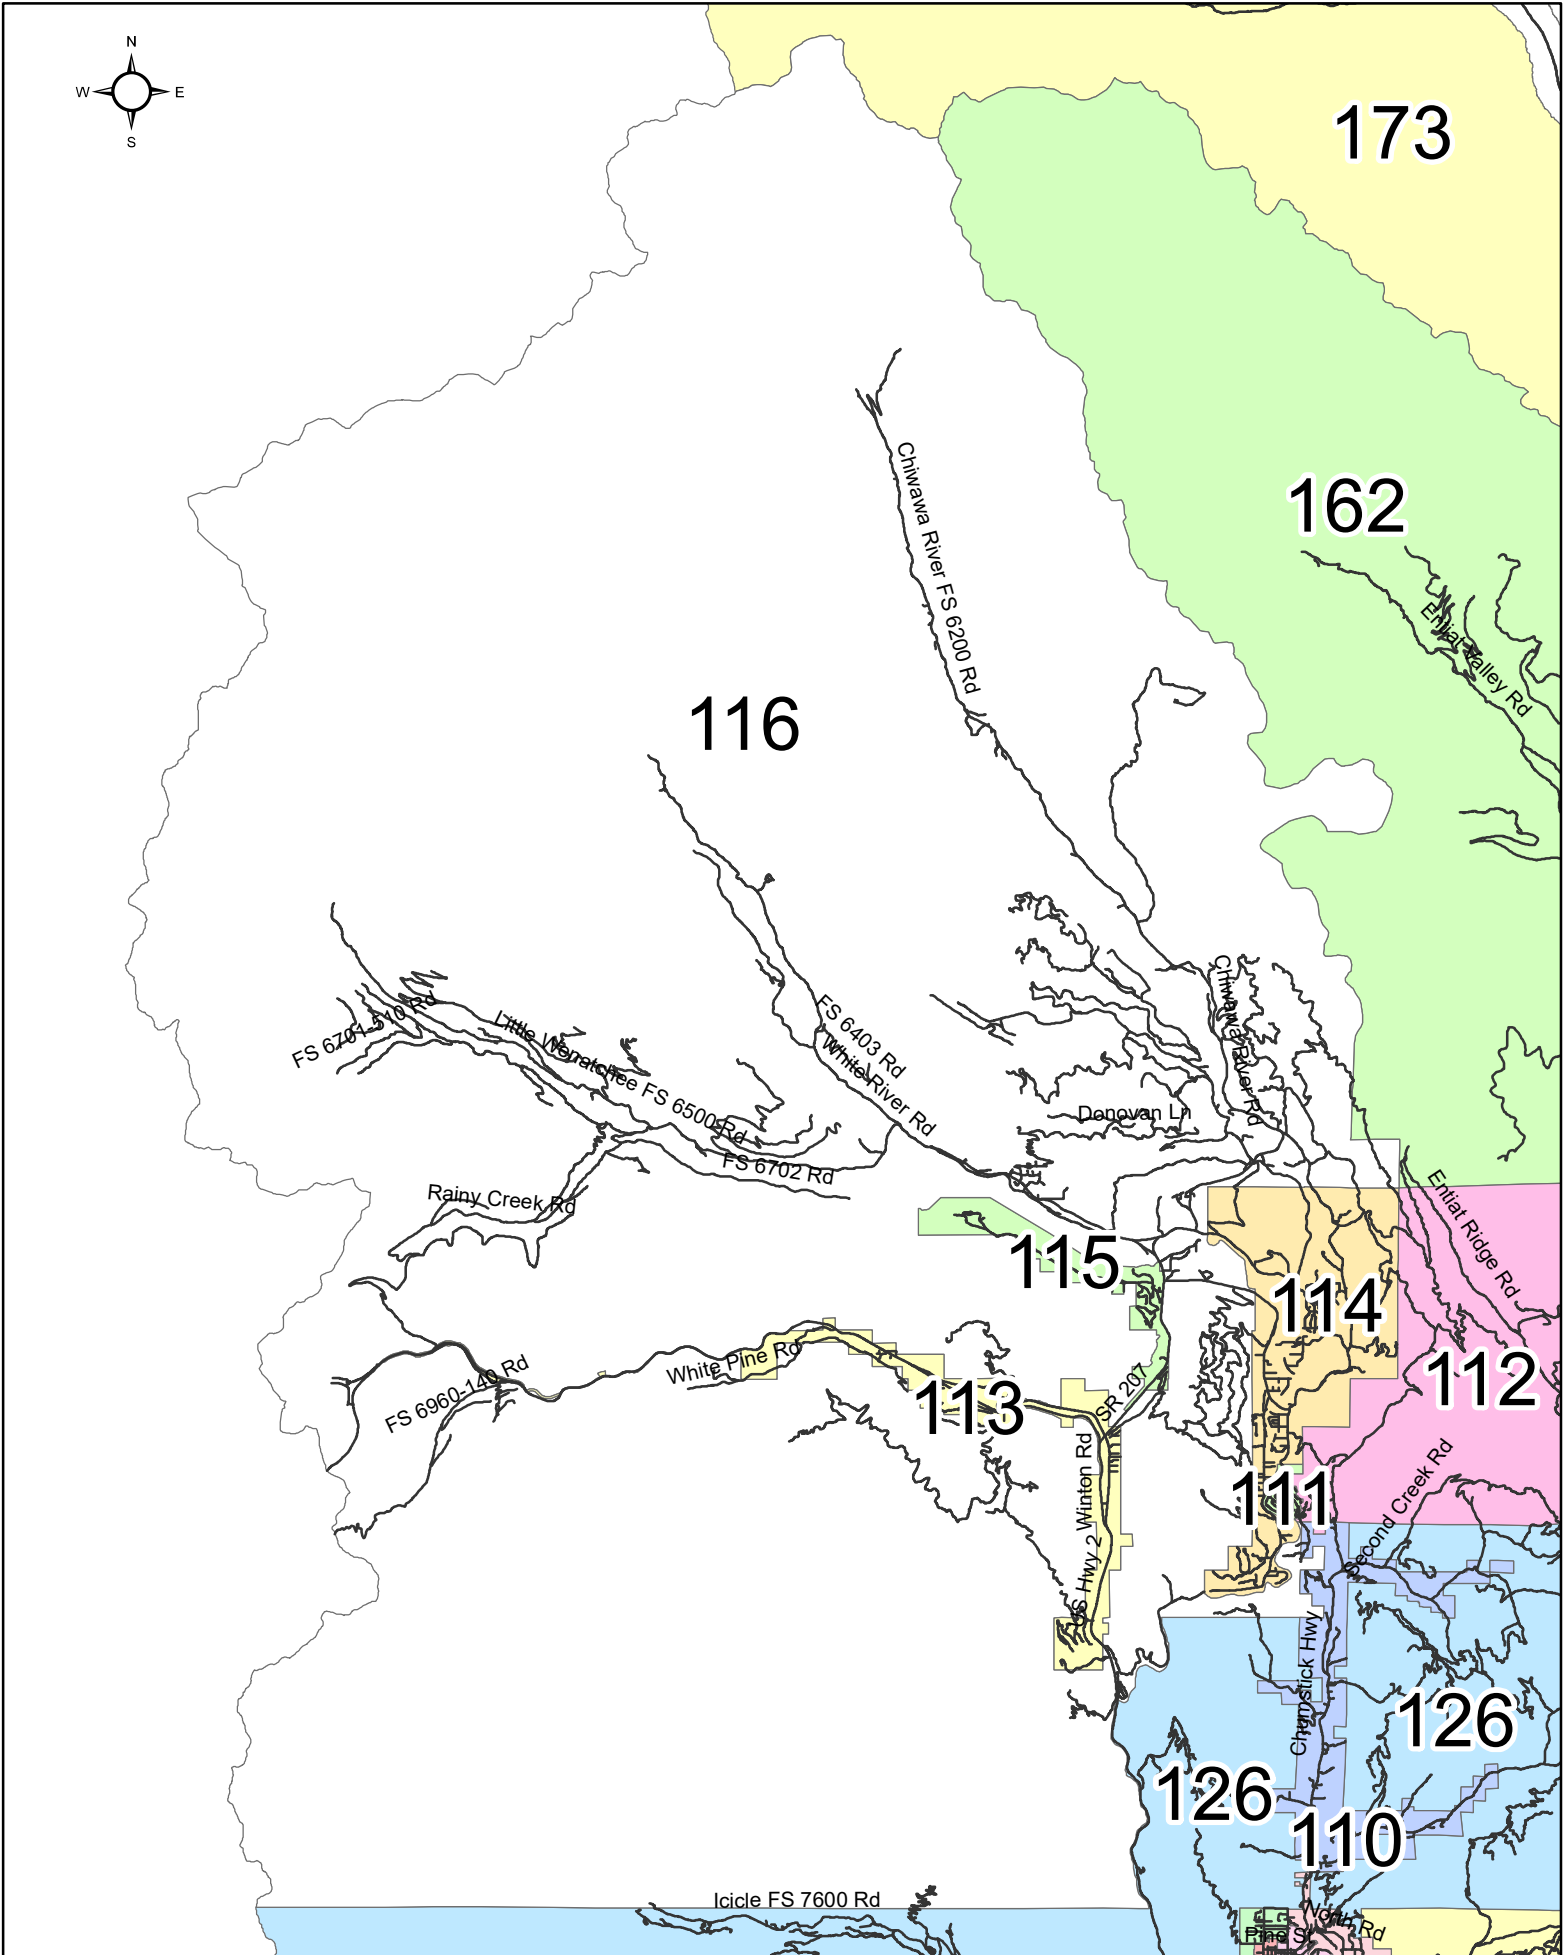 N
W E
S
173
162
Chiwawa River FS 6200 Rd
Entiat Valley Rd
116
FS 6701-510 Rd
Little Wenatchee FS 6500 Rd
FS 6403 Rd
White River Rd
Chiwawa River Rd
Donovan Ln
FS 6702 Rd
Rainy Creek Rd
Entiat Ridge Rd
115
114
White Pine Rd
FS 6960-140 Rd
113
SR 207
112
Winton Rd
111
Second Creek Rd
US Hwy 2
Chumstick Hwy
126
126
110
Icicle FS 7600 Rd
North Rd
Pine St